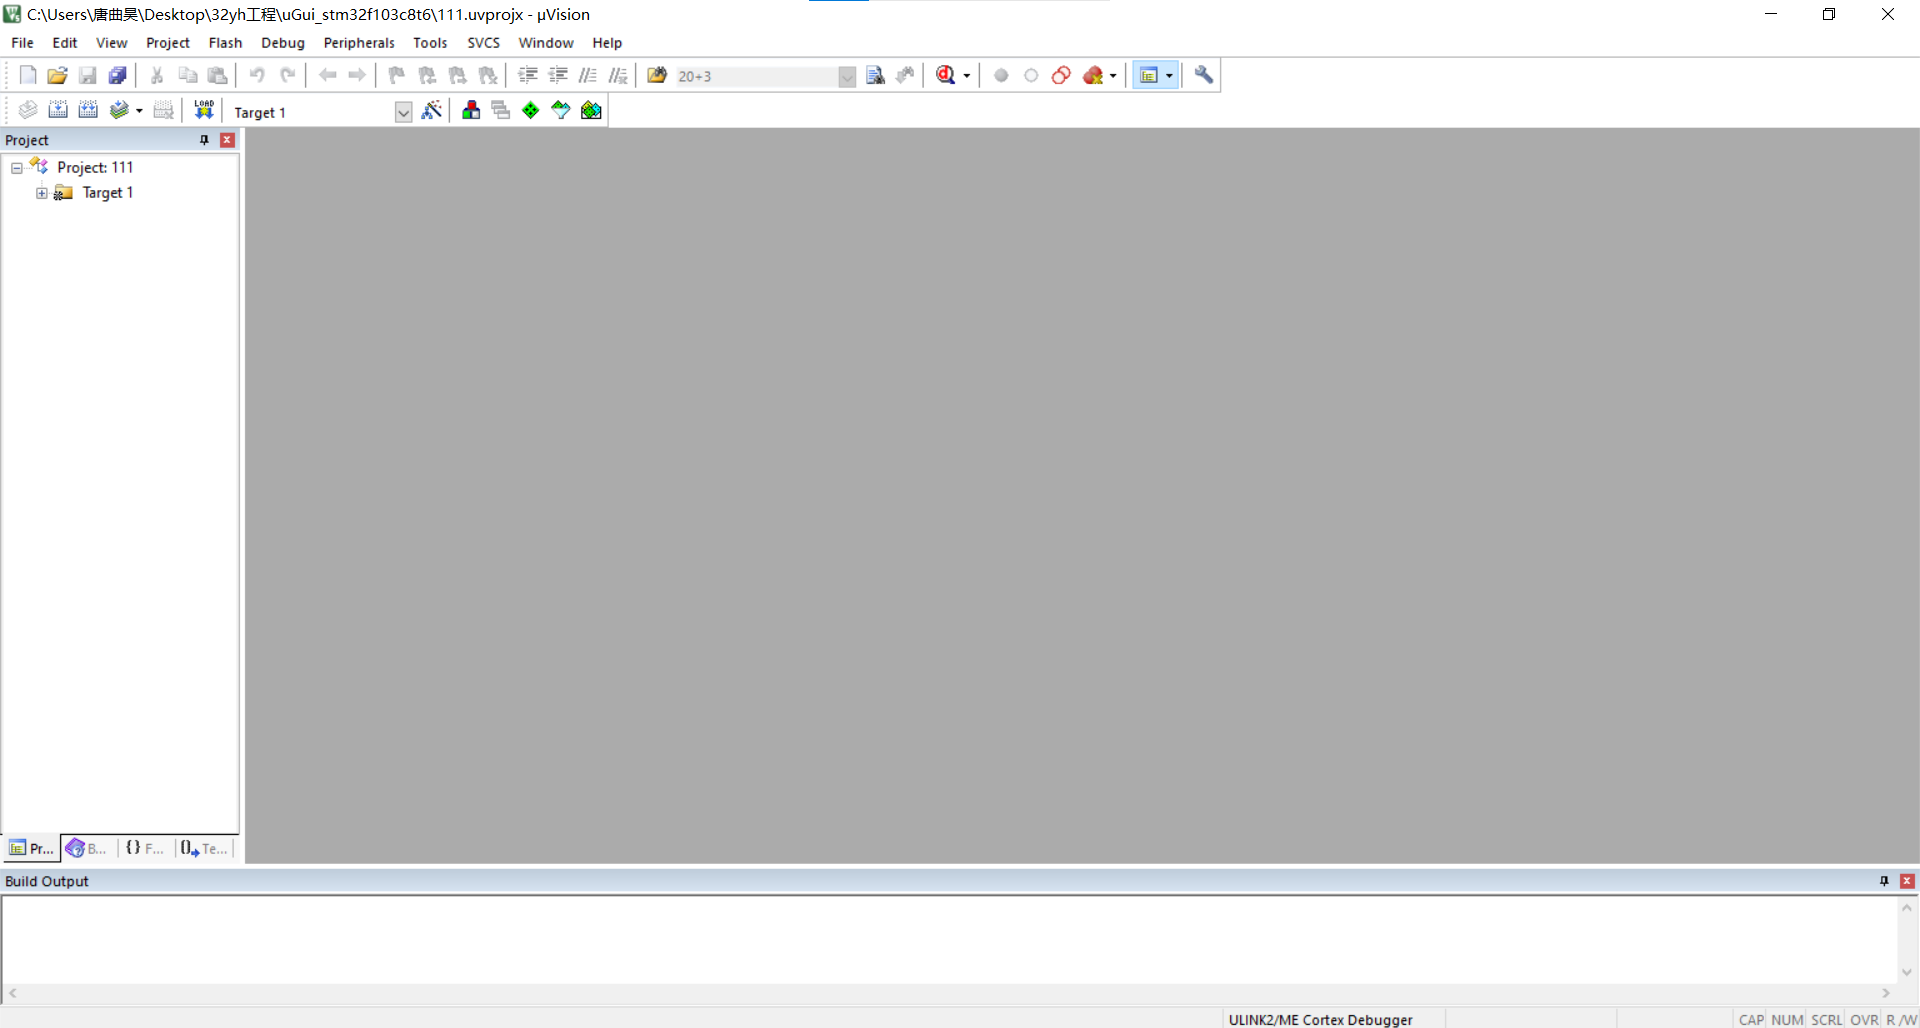 C:\Users\唐曲昊\Desktop\32yh工程\uGui_stm32f103c8t6\111.uvprojx - µVision
File Edit View Project Flash Debug Peripherals Tools SVCS Window Help
20+3
LOAD Target 1
Project
Project: 111
Target 1
Pr... B... {} F... Te...
Build Output
ULINK2/ME Cortex Debugger CAP NUM SCRL OVR R/W